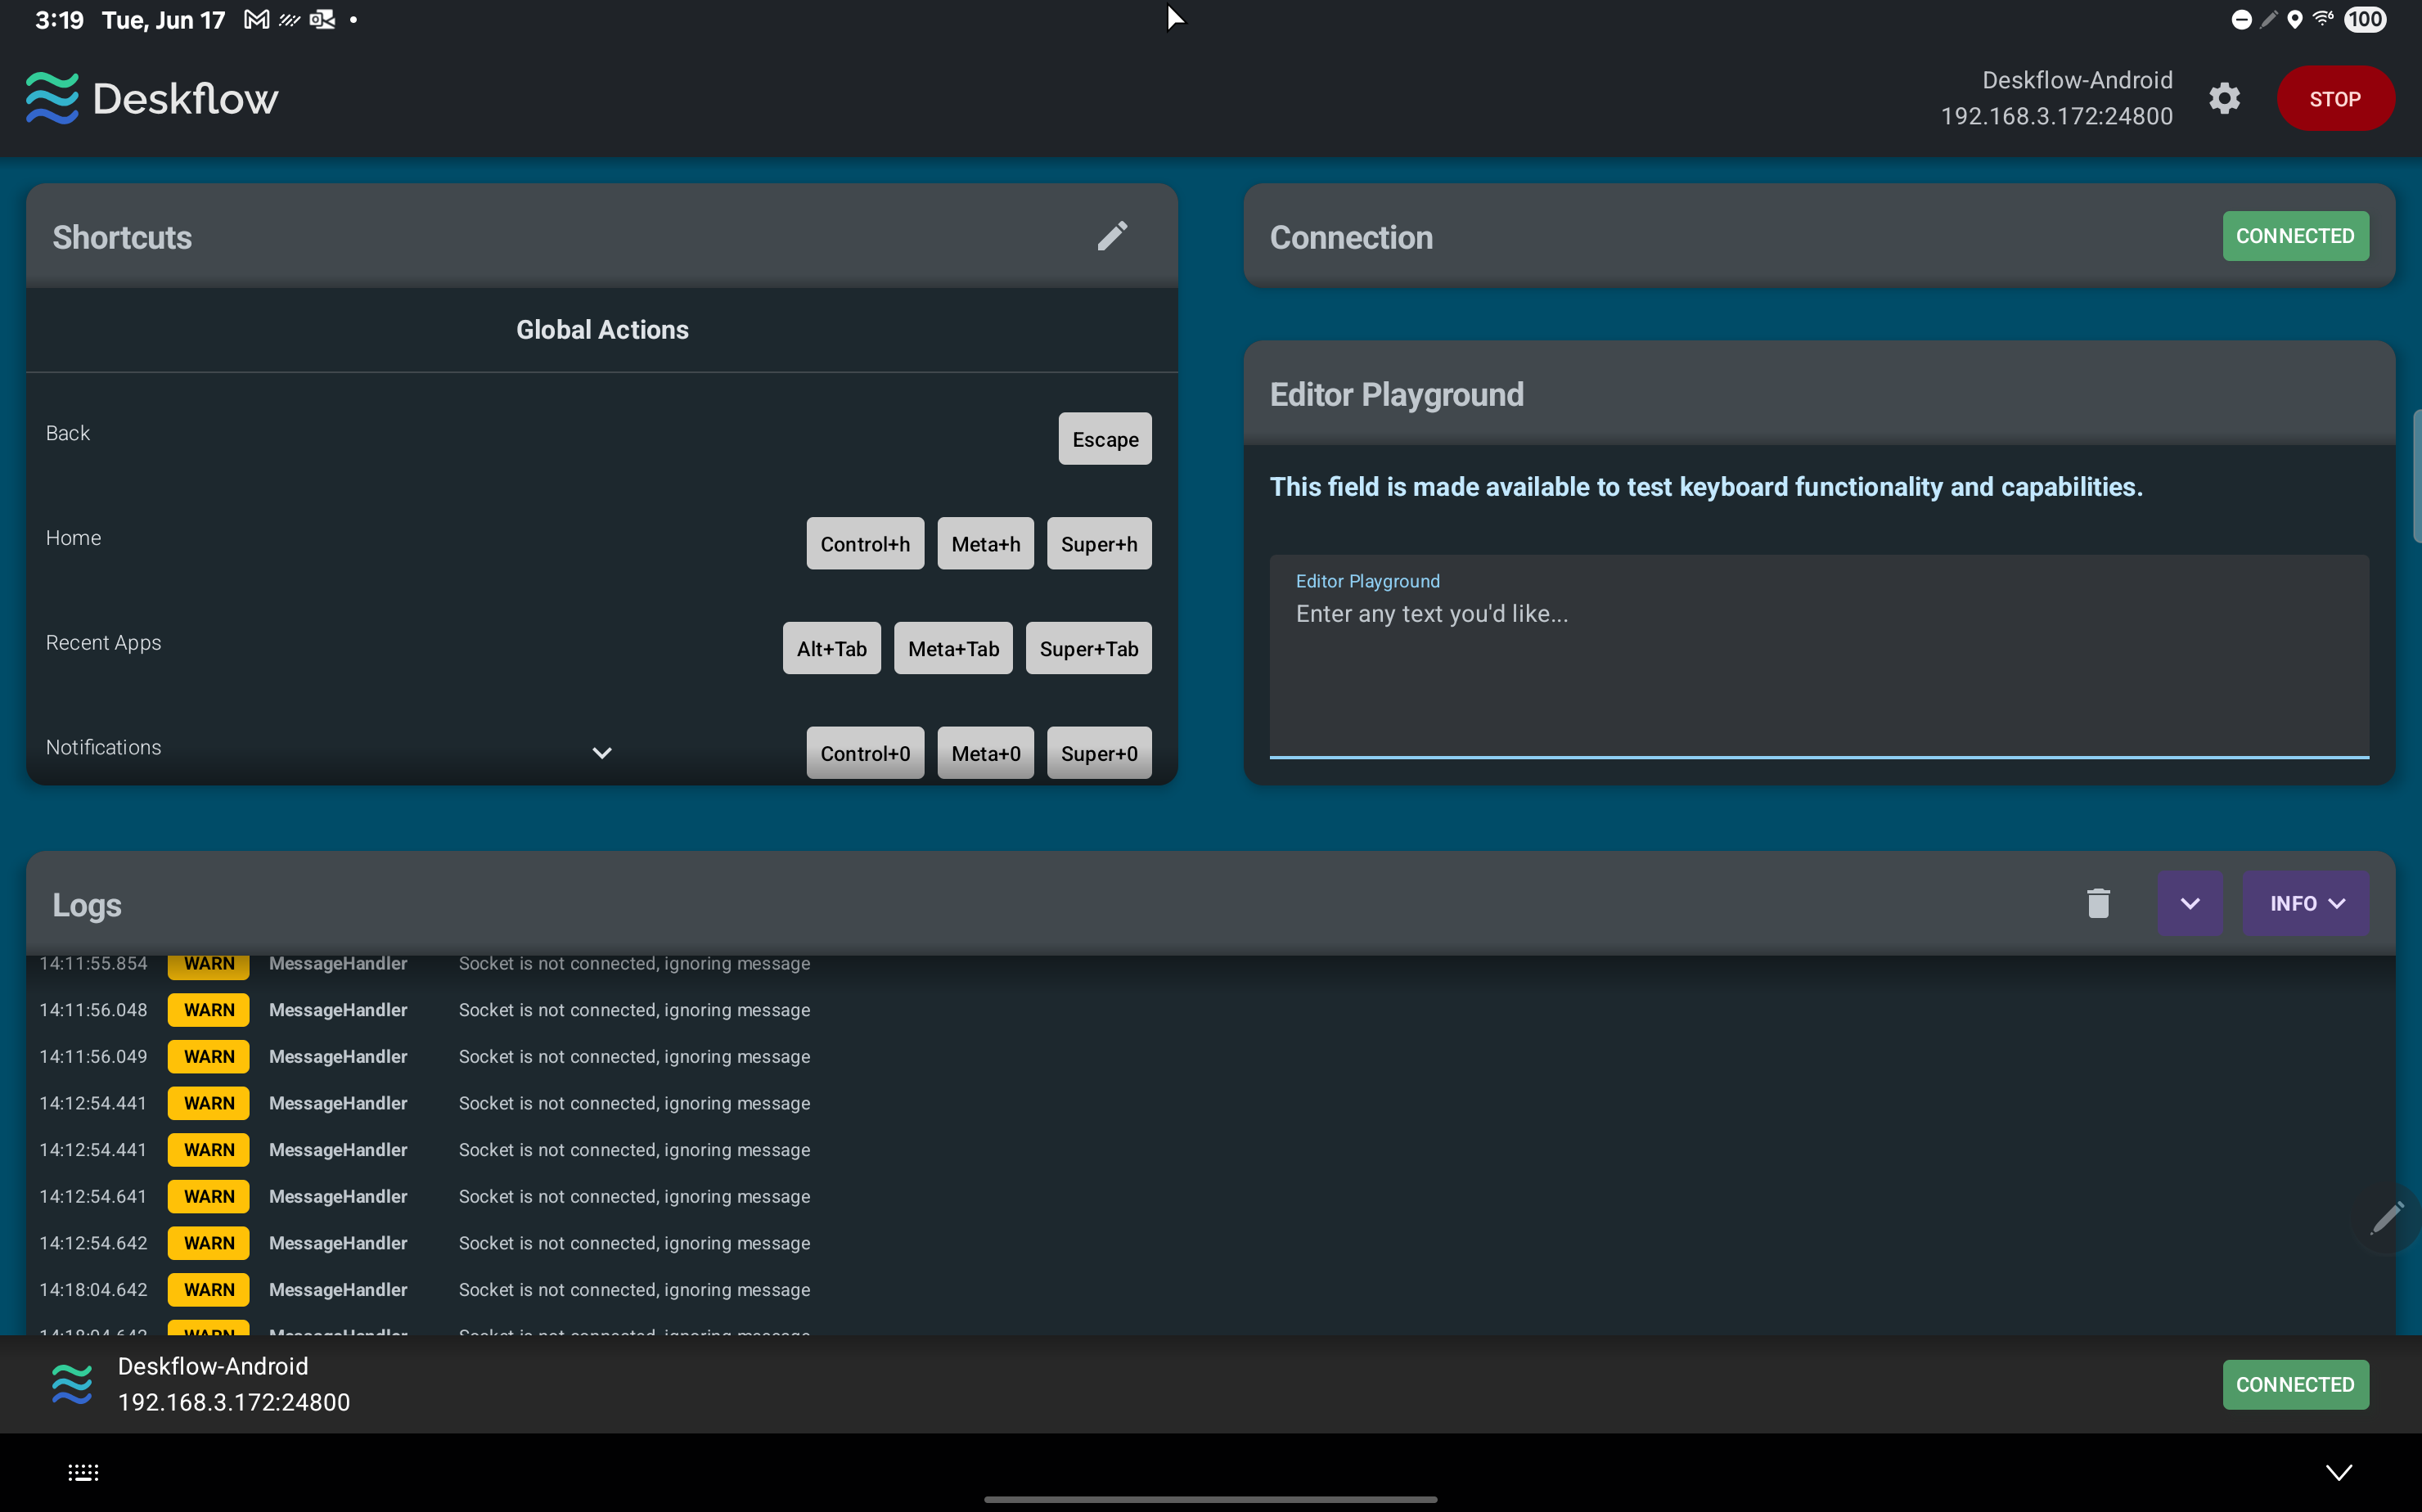 3:19 Tue, Jun 17
100
Deskflow
Deskflow-Android
192.168.3.172:24800
STOP
Shortcuts
Global Actions
Back Escape
Home Control+h Meta+h Super+h
Recent Apps Alt+Tab Meta+Tab Super+Tab
Notifications Control+0 Meta+0 Super+0
Connection CONNECTED
Editor Playground
This field is made available to test keyboard functionality and capabilities.
Editor Playground
Enter any text you'd like...
Logs INFO
14:11:55.854 WARN MessageHandler Socket is not connected, ignoring message
14:11:56.048 WARN MessageHandler Socket is not connected, ignoring message
14:11:56.049 WARN MessageHandler Socket is not connected, ignoring message
14:12:54.441 WARN MessageHandler Socket is not connected, ignoring message
14:12:54.441 WARN MessageHandler Socket is not connected, ignoring message
14:12:54.641 WARN MessageHandler Socket is not connected, ignoring message
14:12:54.642 WARN MessageHandler Socket is not connected, ignoring message
14:18:04.642 WARN MessageHandler Socket is not connected, ignoring message
WARN MessageHandler Socket is not connected, ignoring message
Deskflow-Android
192.168.3.172:24800
CONNECTED